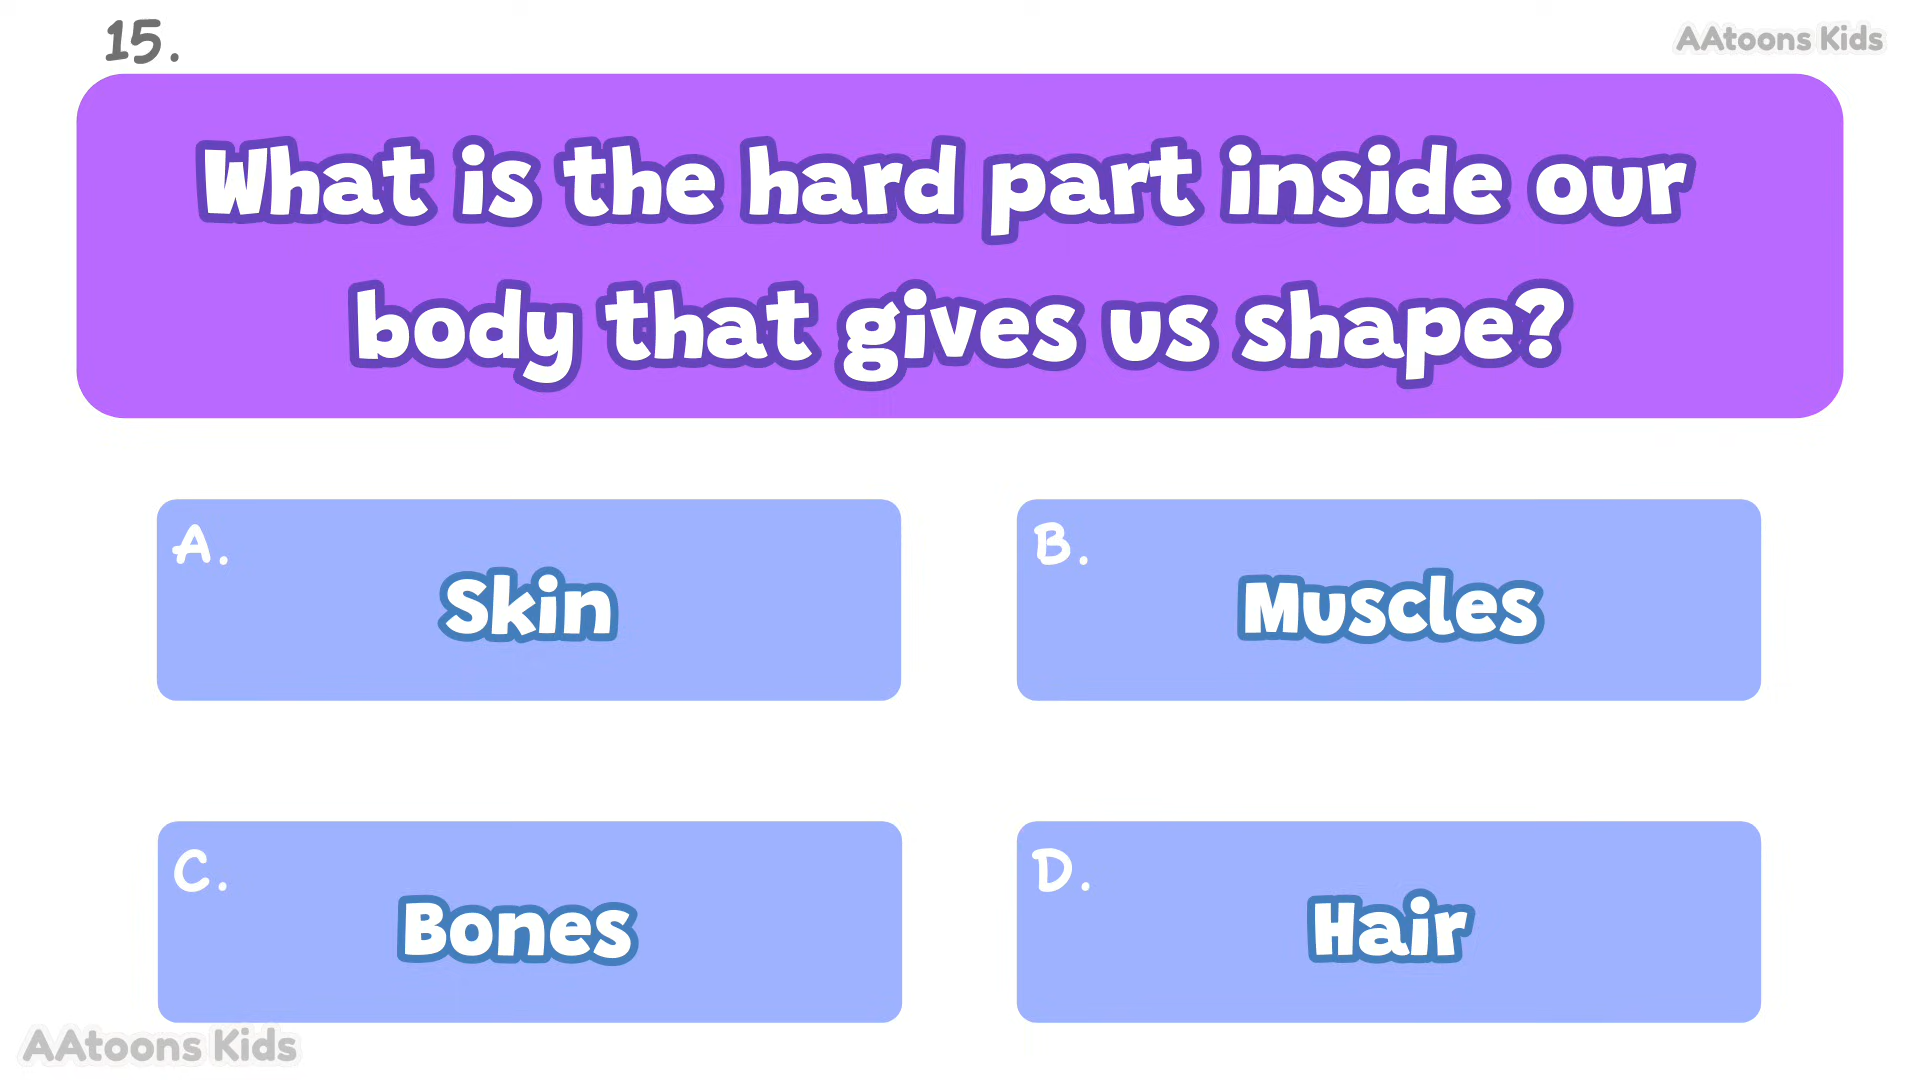 15.
AAtoons Kids
What is the hard part inside our
body that gives us shape?
A.
Skin
B.
Muscles
C.
Bones
D.
Hair
AAtoons Kids